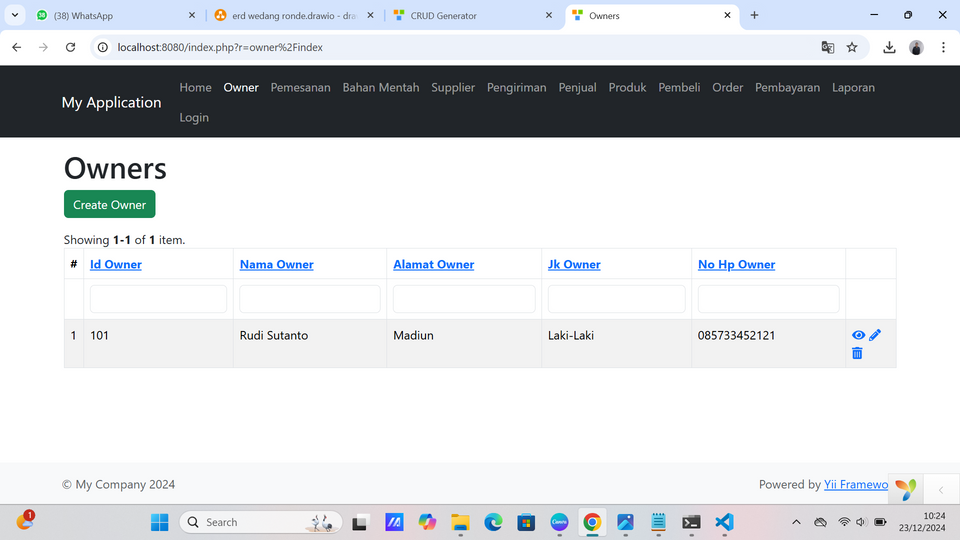 (38) WhatsApp
erd wedang ronde.drawio - dra
CRUD Generator
Owners
localhost:8080/index.php?r=owner%2Findex
My Application
Home Owner Pemesanan Bahan Mentah Supplier Pengiriman Penjual Produk Pembeli Order Pembayaran Laporan
Login
Owners
Create Owner
Showing 1-1 of 1 item.
# Id Owner Nama Owner Alamat Owner Jk Owner No Hp Owner
1 101 Rudi Sutanto Madiun Laki-Laki 085733452121
© My Company 2024
Powered by Yii Framewo
1
Search
Canva
10:24
23/12/2024